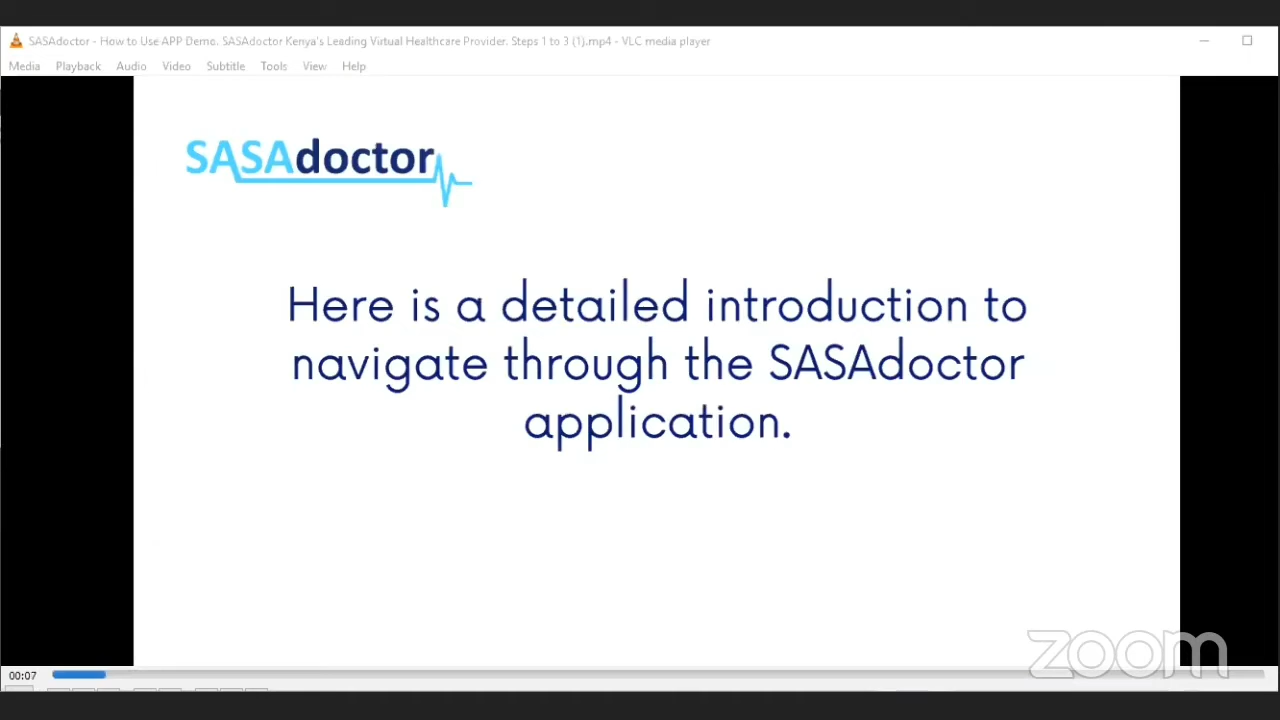 SASAdoctor - How to Use APP Demo. SASAdoctor Kenya's Leading Virtual Healthcare Provider. Steps 1 to 3 (1).mp4 - VLC media player
Media Playback Audio Video Subtitle Tools View Help
SASAdoctor
Here is a detailed introduction to
navigate through the SASAdoctor
application.
zoom
00:07